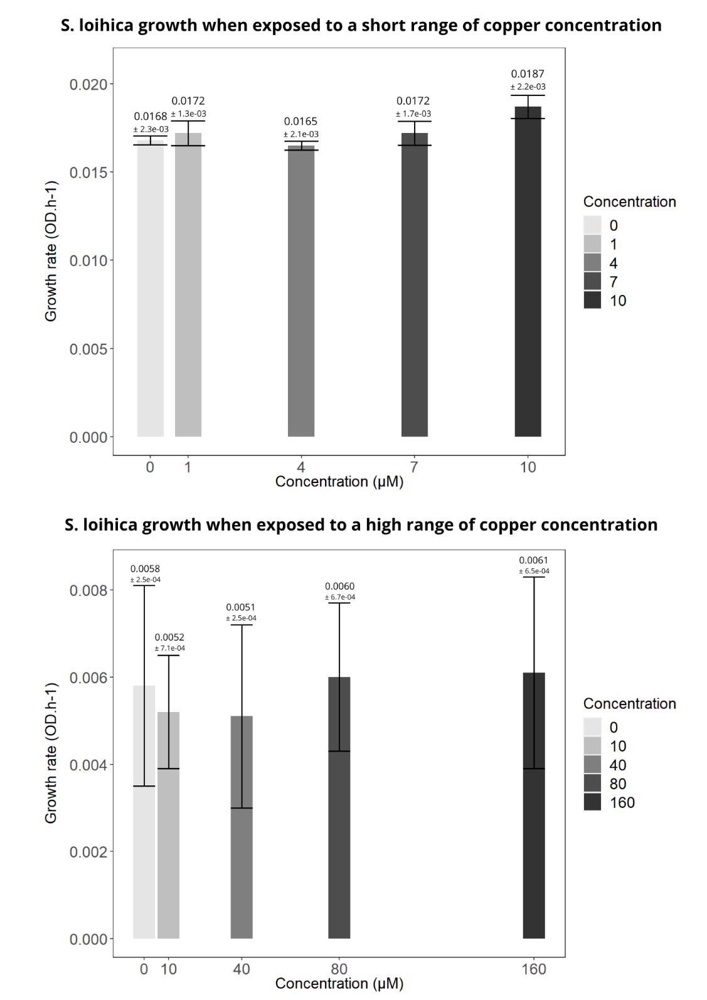 S. loihica growth when exposed to a short range of copper concentration
0.0187
± 2.2e-03
0.0172
± 1.3e-03
0.0172
± 1.7e-03
0.0168
± 2.3e-03
0.0165
± 2.1e-03
0.020
0.015
0.010
0.005
0.000
Growth rate (OD.h-1)
0 1 4 7 10
Concentration (µM)
Concentration
0
1
4
7
10
S. loihica growth when exposed to a high range of copper concentration
0.0061
± 6.5e-04
0.0058
± 2.5e-04
0.0060
± 6.7e-04
0.0051
± 2.5e-04
0.0052
± 7.1e-04
0.008
0.006
0.004
0.002
0.000
Growth rate (OD.h-1)
0 10 40 80 160
Concentration (µM)
Concentration
0
10
40
80
160